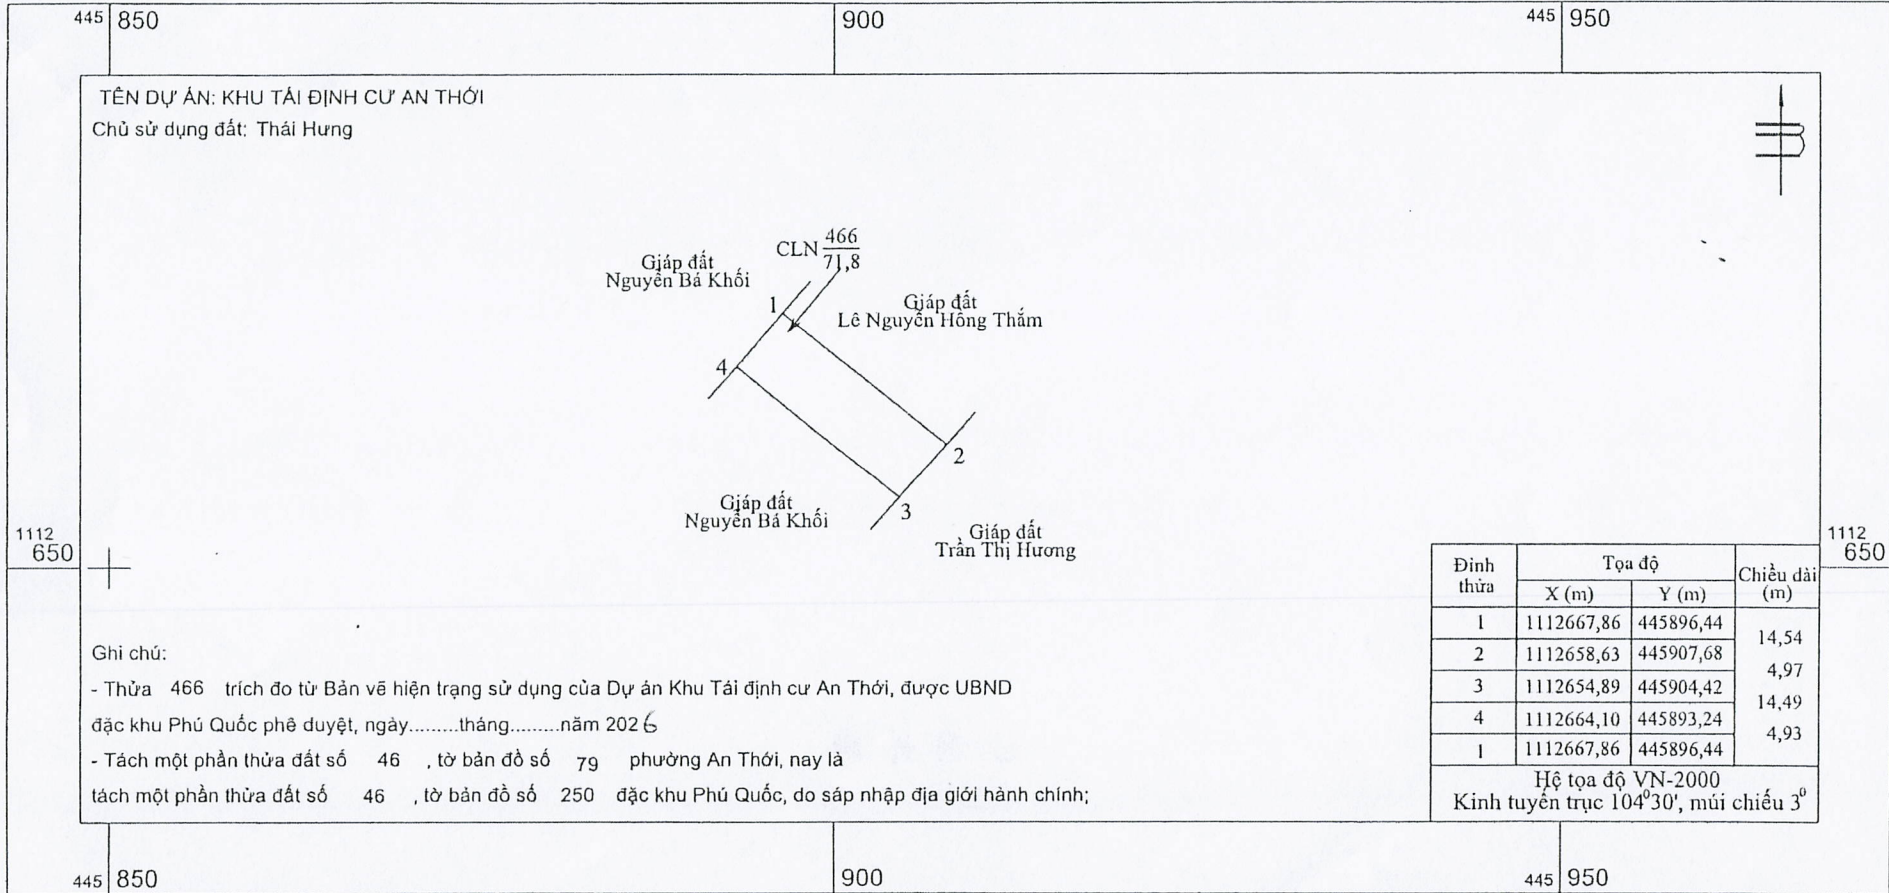 445 850 900 445 950
TÊN DỰ ÁN: KHU TÁI ĐỊNH CƯ AN THỚI
Chủ sử dụng đất: Thái Hưng
CLN 466
71,8
Giáp đất
Nguyễn Bá Khối
Giáp đất
Lê Nguyễn Hồng Thắm
1
4
2
3
Giáp đất
Nguyễn Bá Khối
Giáp đất
Trần Thị Hương
1112
650
1112
650
Đỉnh thửa Tọa độ Chiều dài (m)
X (m) Y (m)
1 1112667,86 445896,44
14,54
2 1112658,63 445907,68
4,97
3 1112654,89 445904,42
14,49
4 1112664,10 445893,24
4,93
1 1112667,86 445896,44
Hệ tọa độ VN-2000
Kinh tuyến trục 104⁰30', múi chiếu 3⁰
Ghi chú:
- Thửa 466 trích đo từ Bản vẽ hiện trạng sử dụng của Dự án Khu Tái định cư An Thới, được UBND
đặc khu Phú Quốc phê duyệt, ngày.........tháng.........năm 2026
- Tách một phần thửa đất số 46 , tờ bản đồ số 79 phường An Thới, nay là
tách một phần thửa đất số 46 , tờ bản đồ số 250 đặc khu Phú Quốc, do sáp nhập địa giới hành chính;
445 850 900 445 950